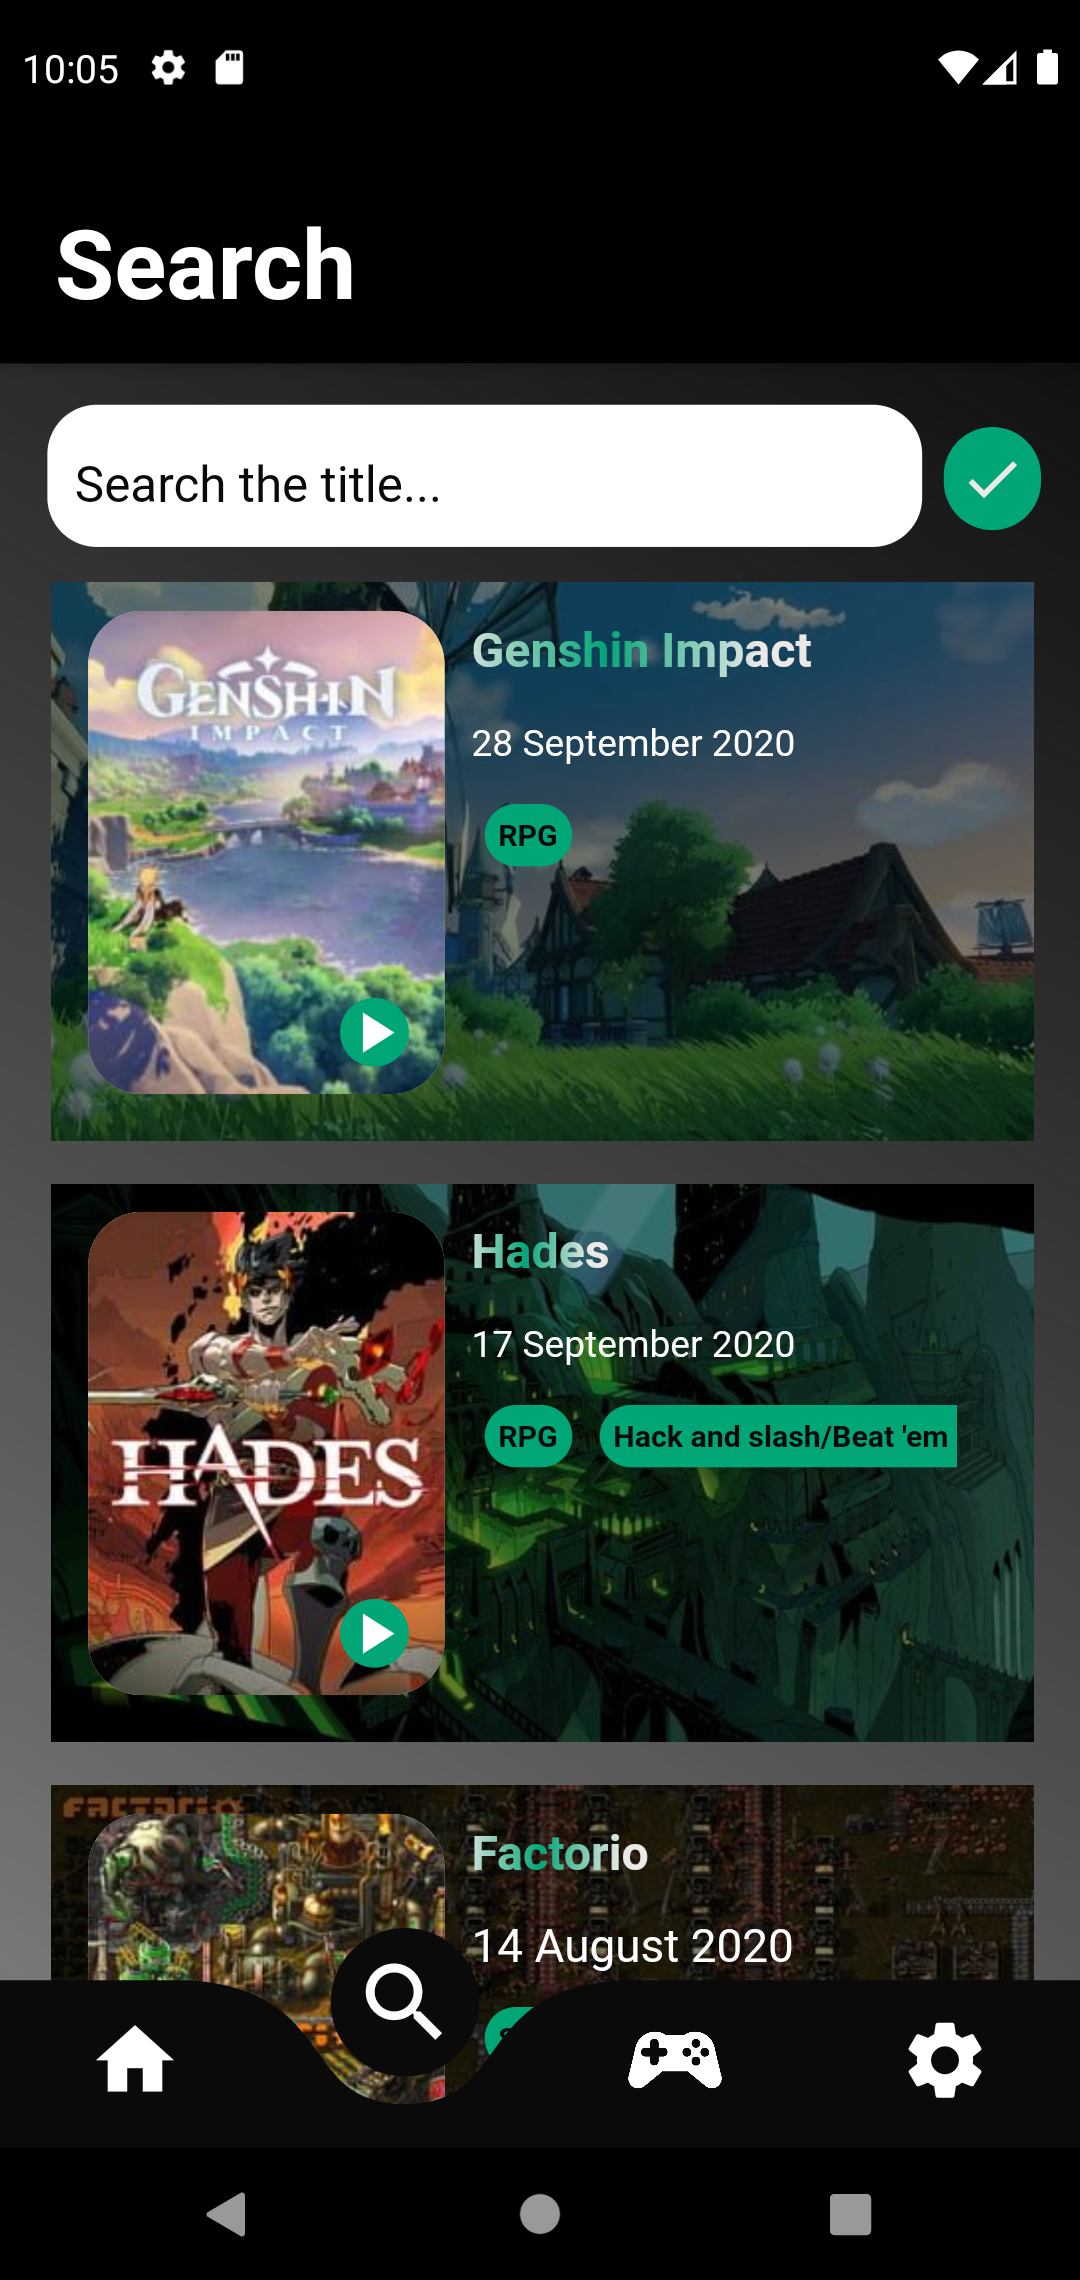 10:05
Search
Search the title...
GENSHIN
IMPACT
Genshin Impact
28 September 2020
RPG
HADES
Hades
17 September 2020
RPG
Hack and slash/Beat 'em
FACTORIO
Factorio
14 August 2020